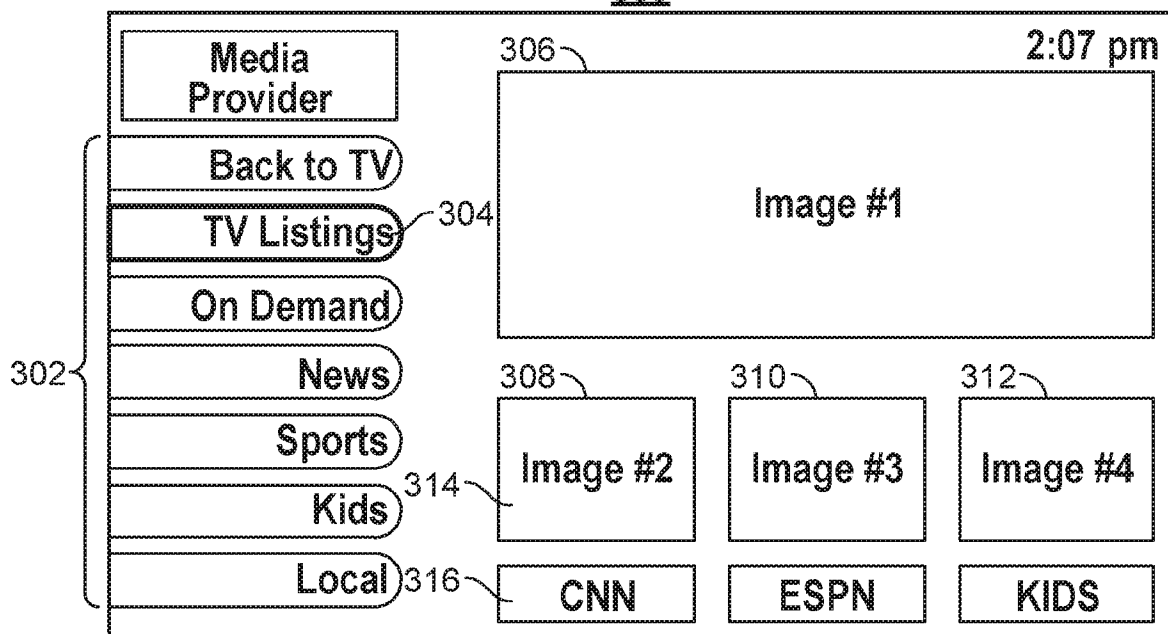 2:07 pm
Media
Provider
306
Back to TV
TV Listings
304
Image #1
On Demand
302
News
308
310
312
Sports
Image #2
Image #3
Image #4
314
Kids
Local
316
CNN
ESPN
KIDS